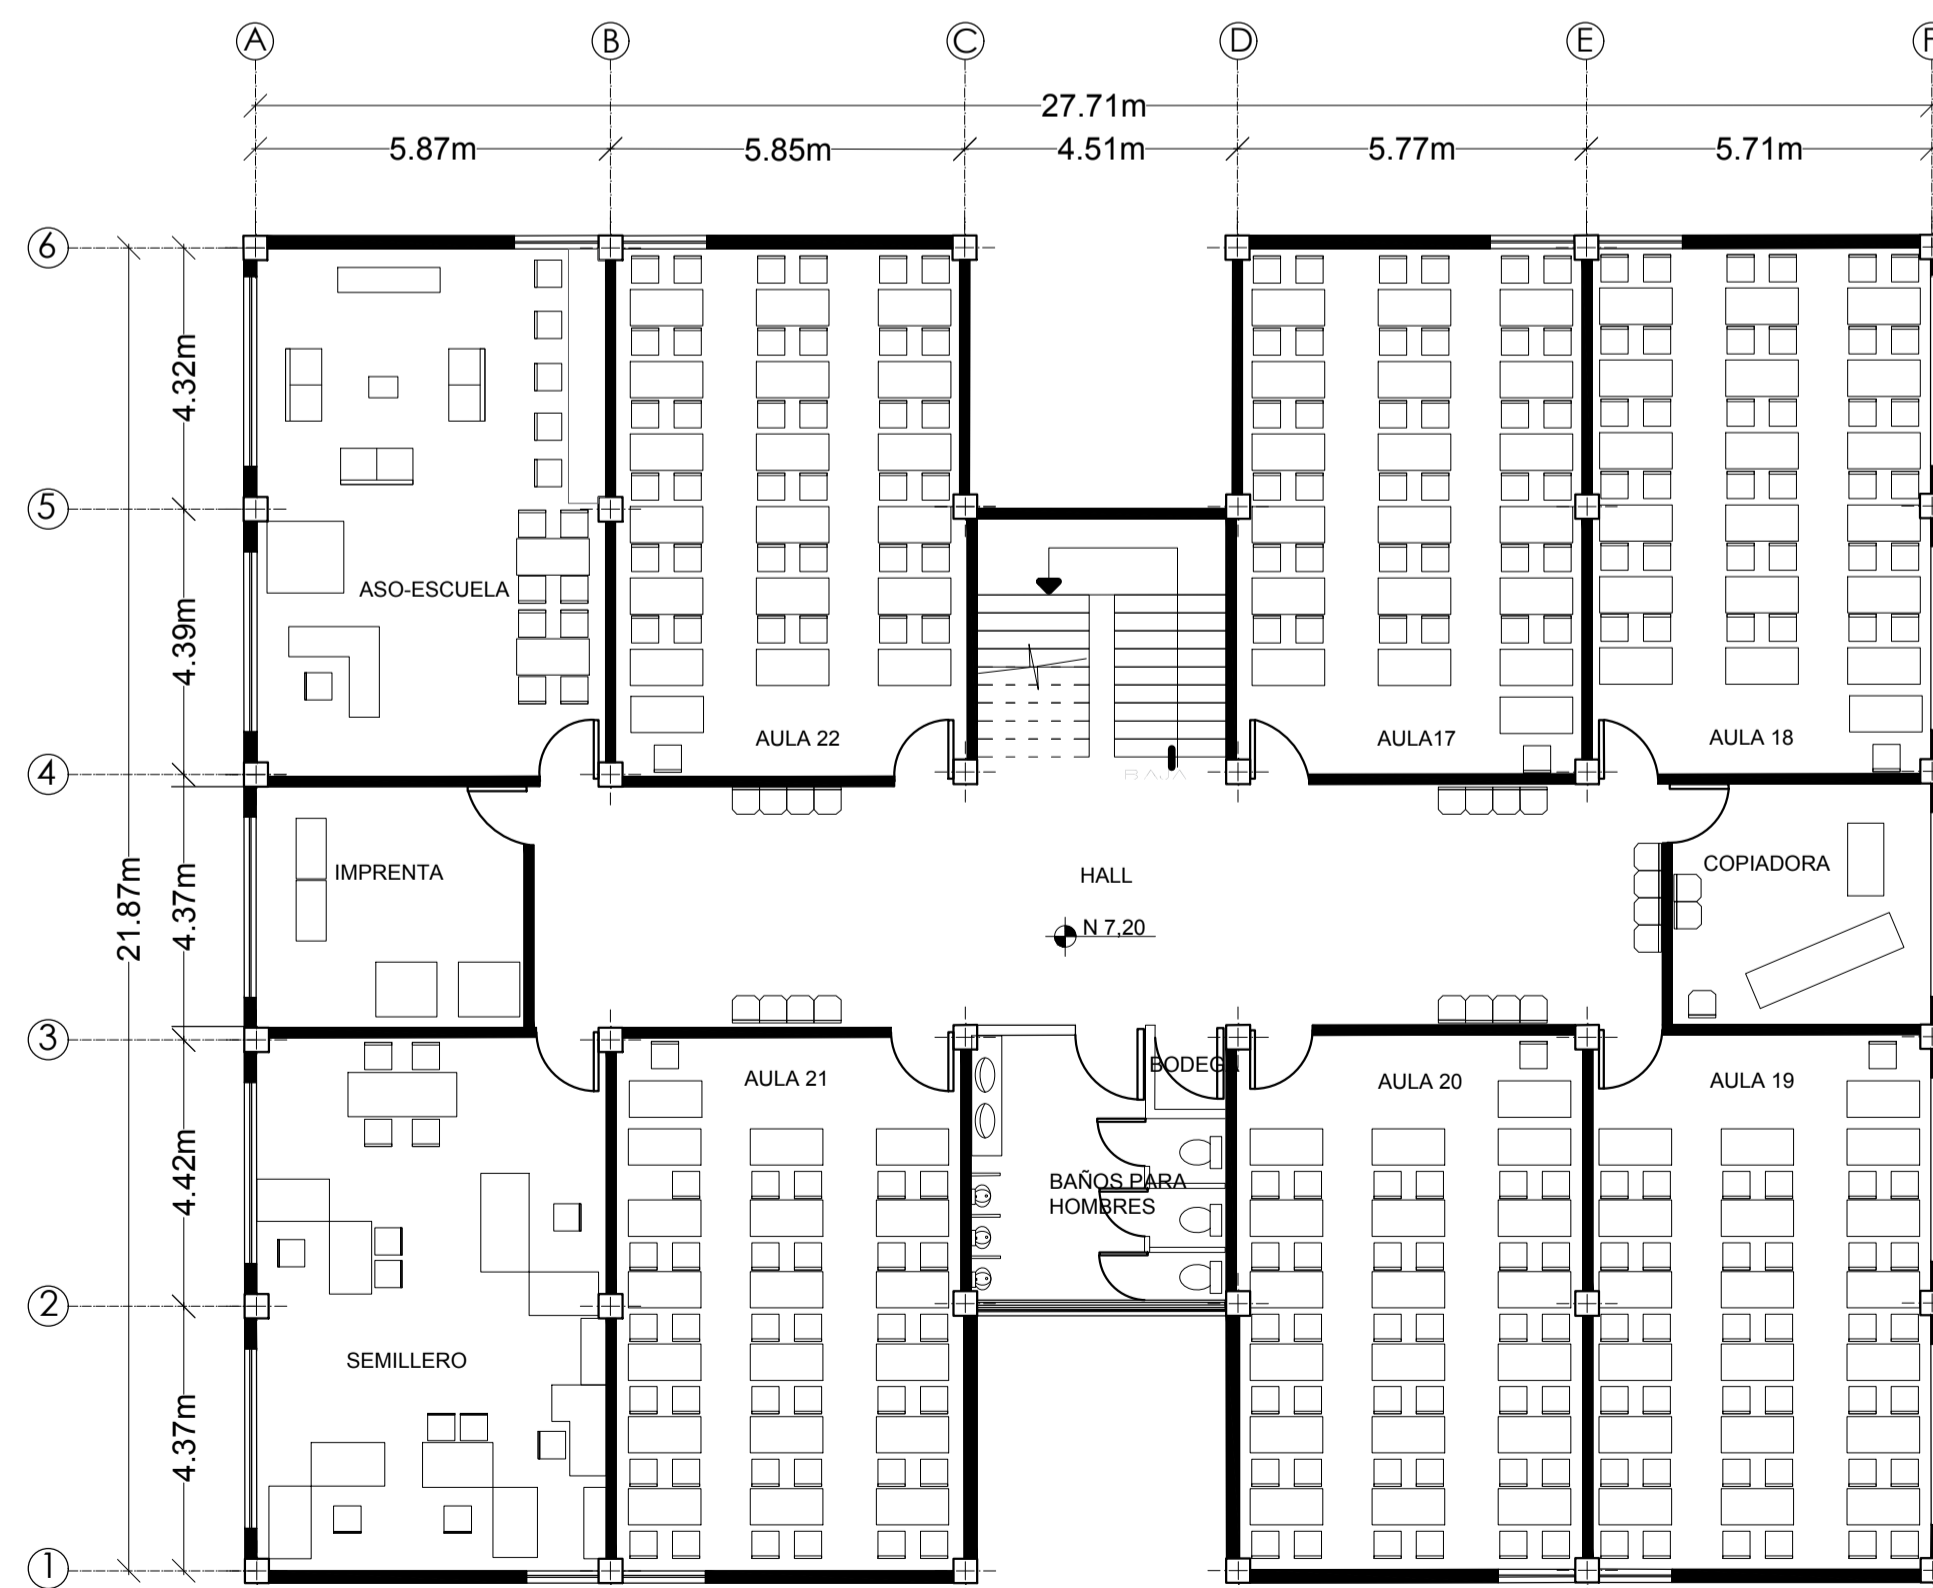 A B C D E F
27.71m
5.87m 5.85m 4.51m 5.77m 5.71m
6
4.32m
5
ASO-ESCUELA
4.39m
AULA 22
AULA17
AULA 18
4
BAJA
21.87m
4.37m
IMPRENTA
HALL
COPIADORA
N 7,20
3
BODEGA
AULA 21
AULA 20
AULA 19
4.42m
BAÑOS PARA
HOMBRES
2
SEMILLERO
4.37m
1